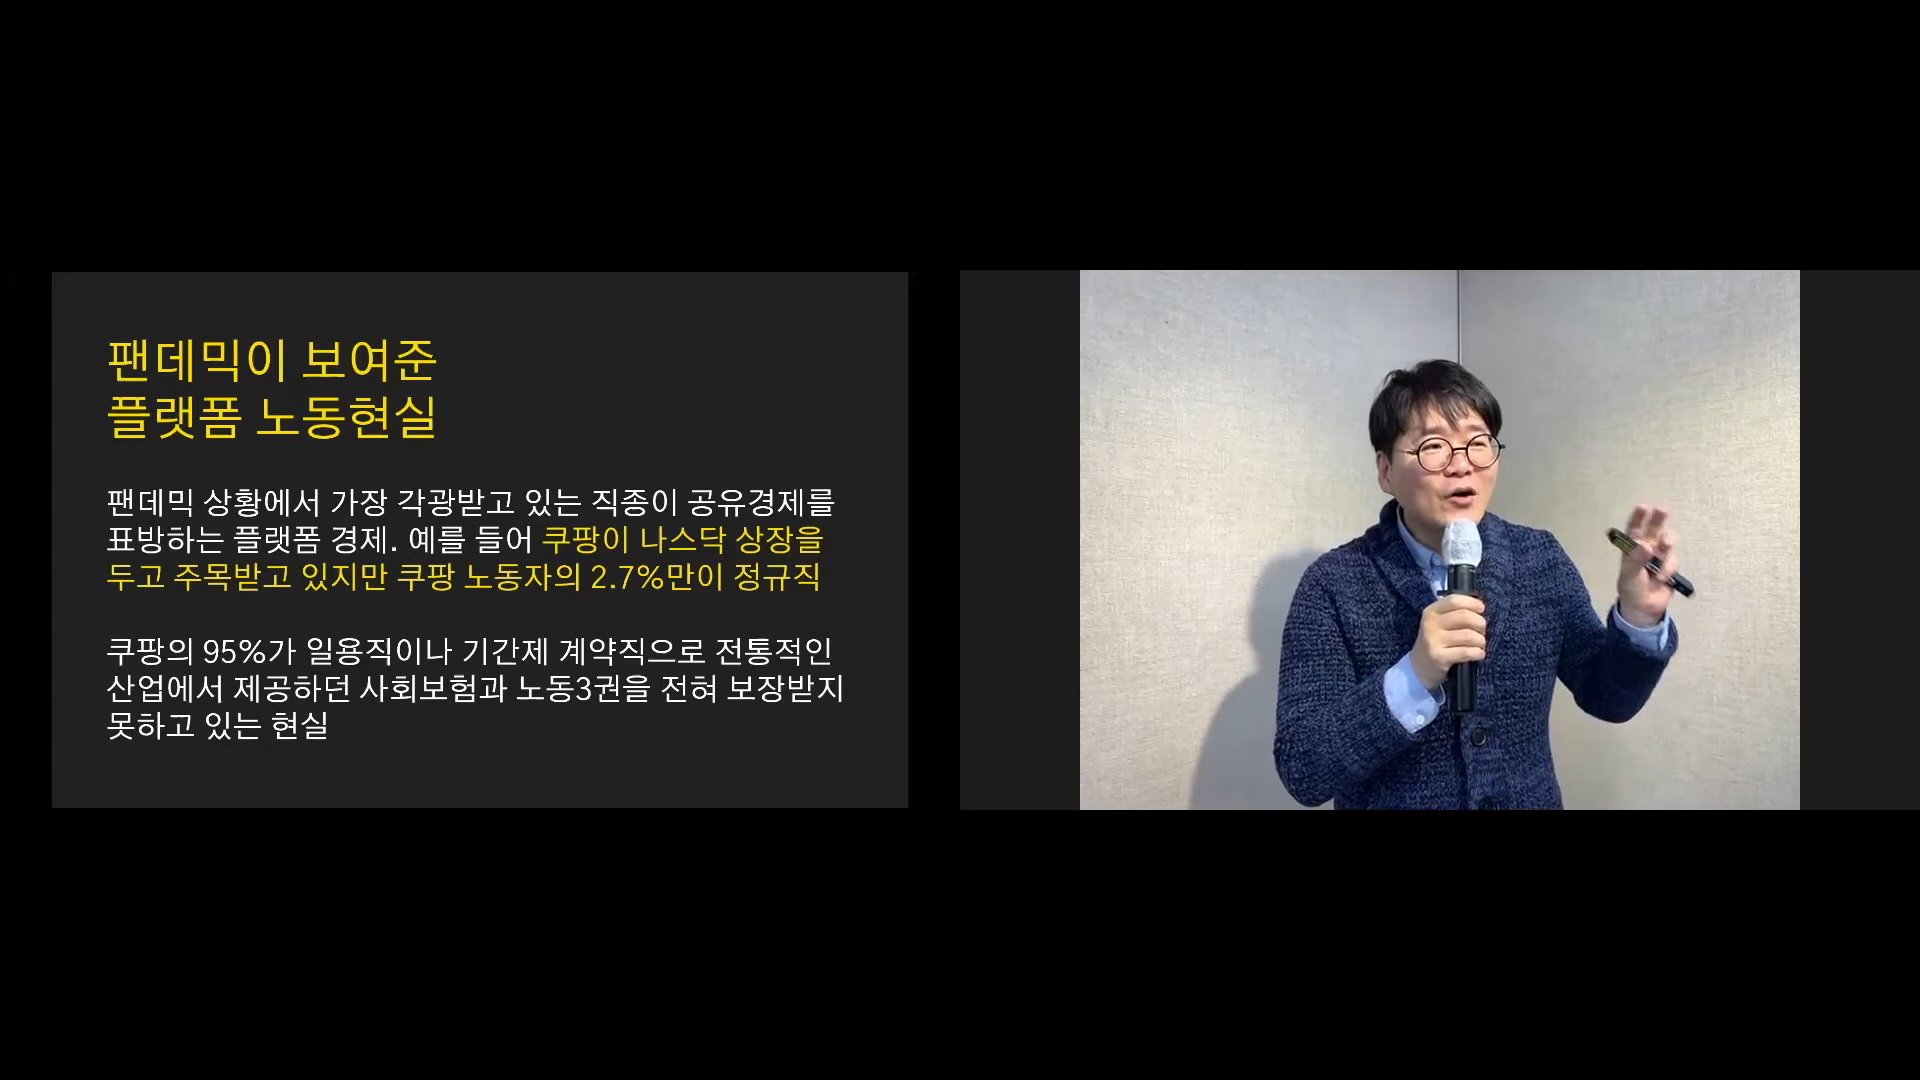 팬데믹이 보여준
플랫폼 노동현실
팬데믹 상황에서 가장 각광받고 있는 직종이 공유경제를
표방하는 플랫폼 경제. 예를 들어 쿠팡이 나스닥 상장을
두고 주목받고 있지만 쿠팡 노동자의 2.7%만이 정규직
쿠팡의 95%가 일용직이나 기간제 계약직으로 전통적인
산업에서 제공하던 사회보험과 노동3권을 전혀 보장받지
못하고 있는 현실